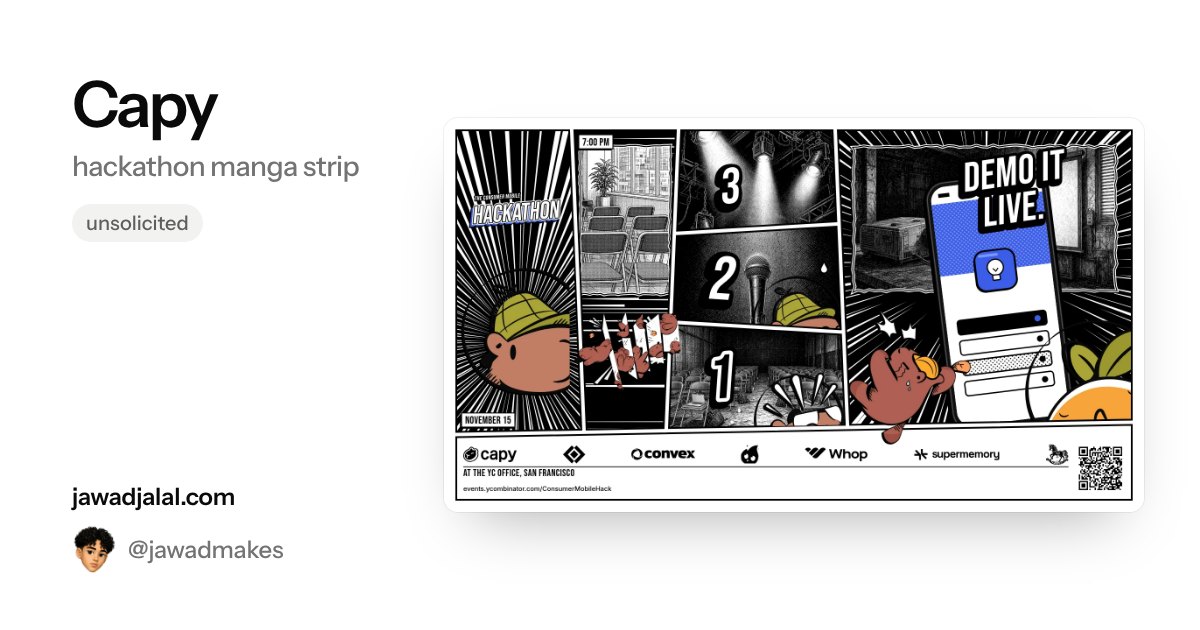 Capy
hackathon manga strip
unsolicited
jawadjalal.com
@jawadmakes
THE CONSUMER MOBILE
HACKATHON
NOVEMBER 15
7:00 PM
3
2
1
DEMO IT
LIVE.
capy
convex
Whop
supermemory
AT THE YC OFFICE, SAN FRANCISCO
events.ycombinator.com/ConsumerMobileHack